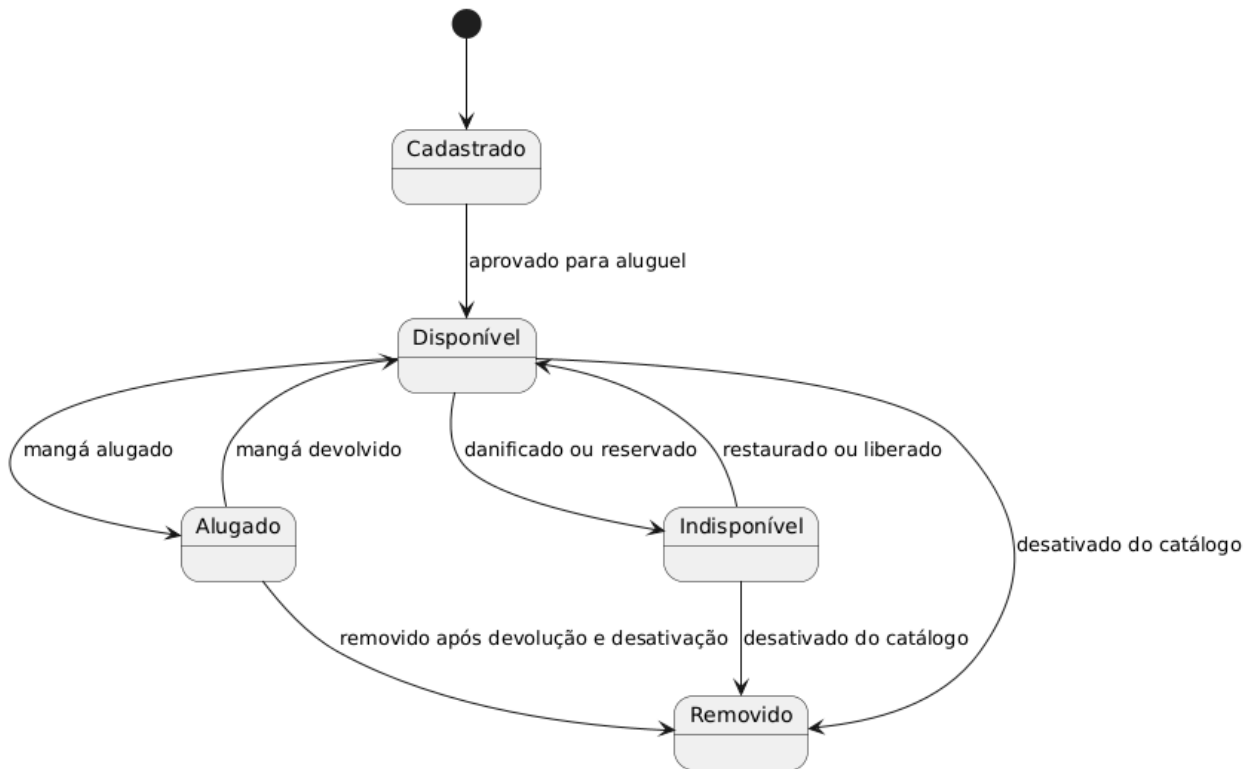 Cadastrado
aprovado para aluguel
Disponível
mangá alugado
mangá devolvido
danificado ou reservado
restaurado ou liberado
Alugado
Indisponível
desativado do catálogo
removido após devolução e desativação
desativado do catálogo
Removido